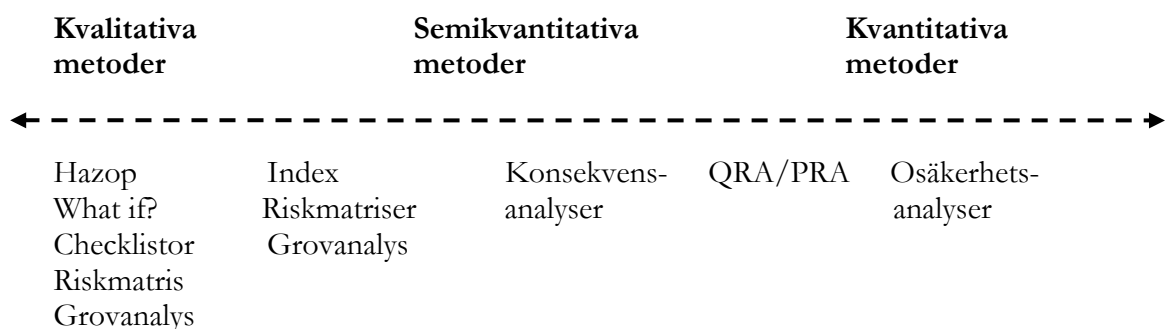 Kvalitativa metoder
Semikvantitativa metoder
Kvantitativa metoder
Hazop
What if?
Checklistor
Riskmatris
Grovanalys
Index
Riskmatriser
Grovanalys
Konsekvens-
analyser
QRA/PRA
Osäkerhets-
analyser